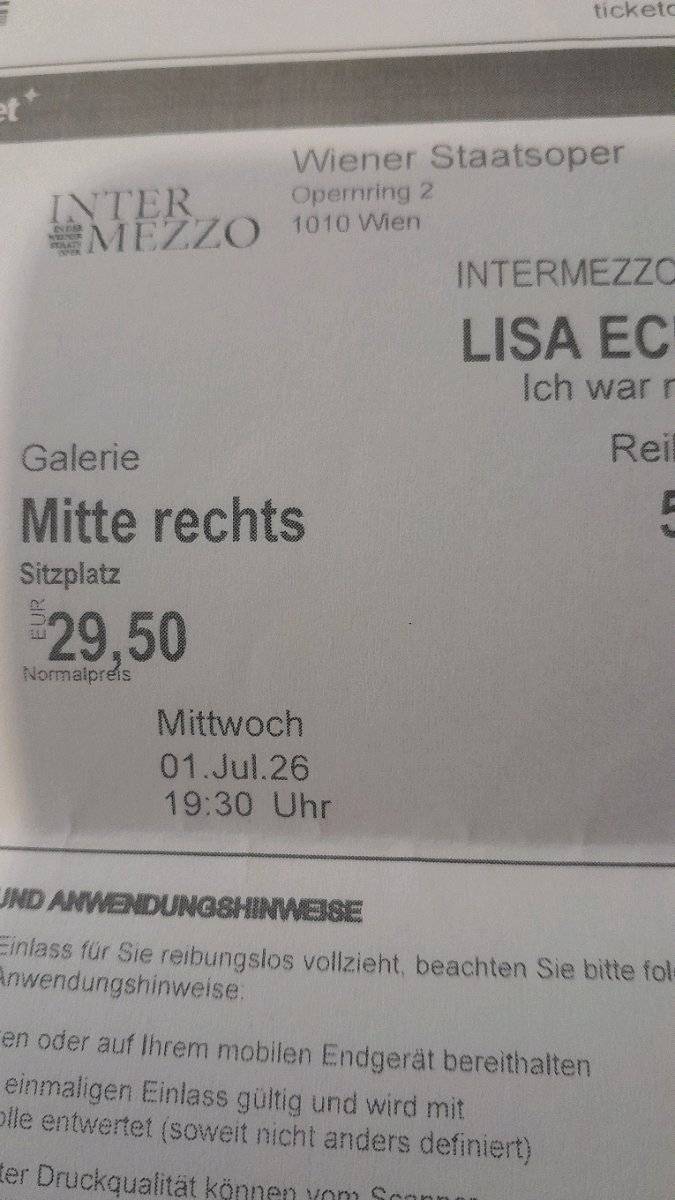 ticketo
et
Wiener Staatsoper
Opernring 2
1010 Wien
INTER
MEZZO
INTERMEZZO
LISA EC
Ich war
Galerie
Reih
Mitte rechts
5
Sitzplatz
EUR 29,50
Normalpreis
Mittwoch
01.Jul.26
19:30 Uhr
UND ANWENDUNGSHINWEISE
Einlass für Sie reibungslos vollzieht, beachten Sie bitte fol
Anwendungshinweise:
en oder auf Ihrem mobilen Endgerät bereithalten
einmaligen Einlass gültig und wird mit
olle entwertet (soweit nicht anders definiert)
ter Druckqualität können vom Scanner